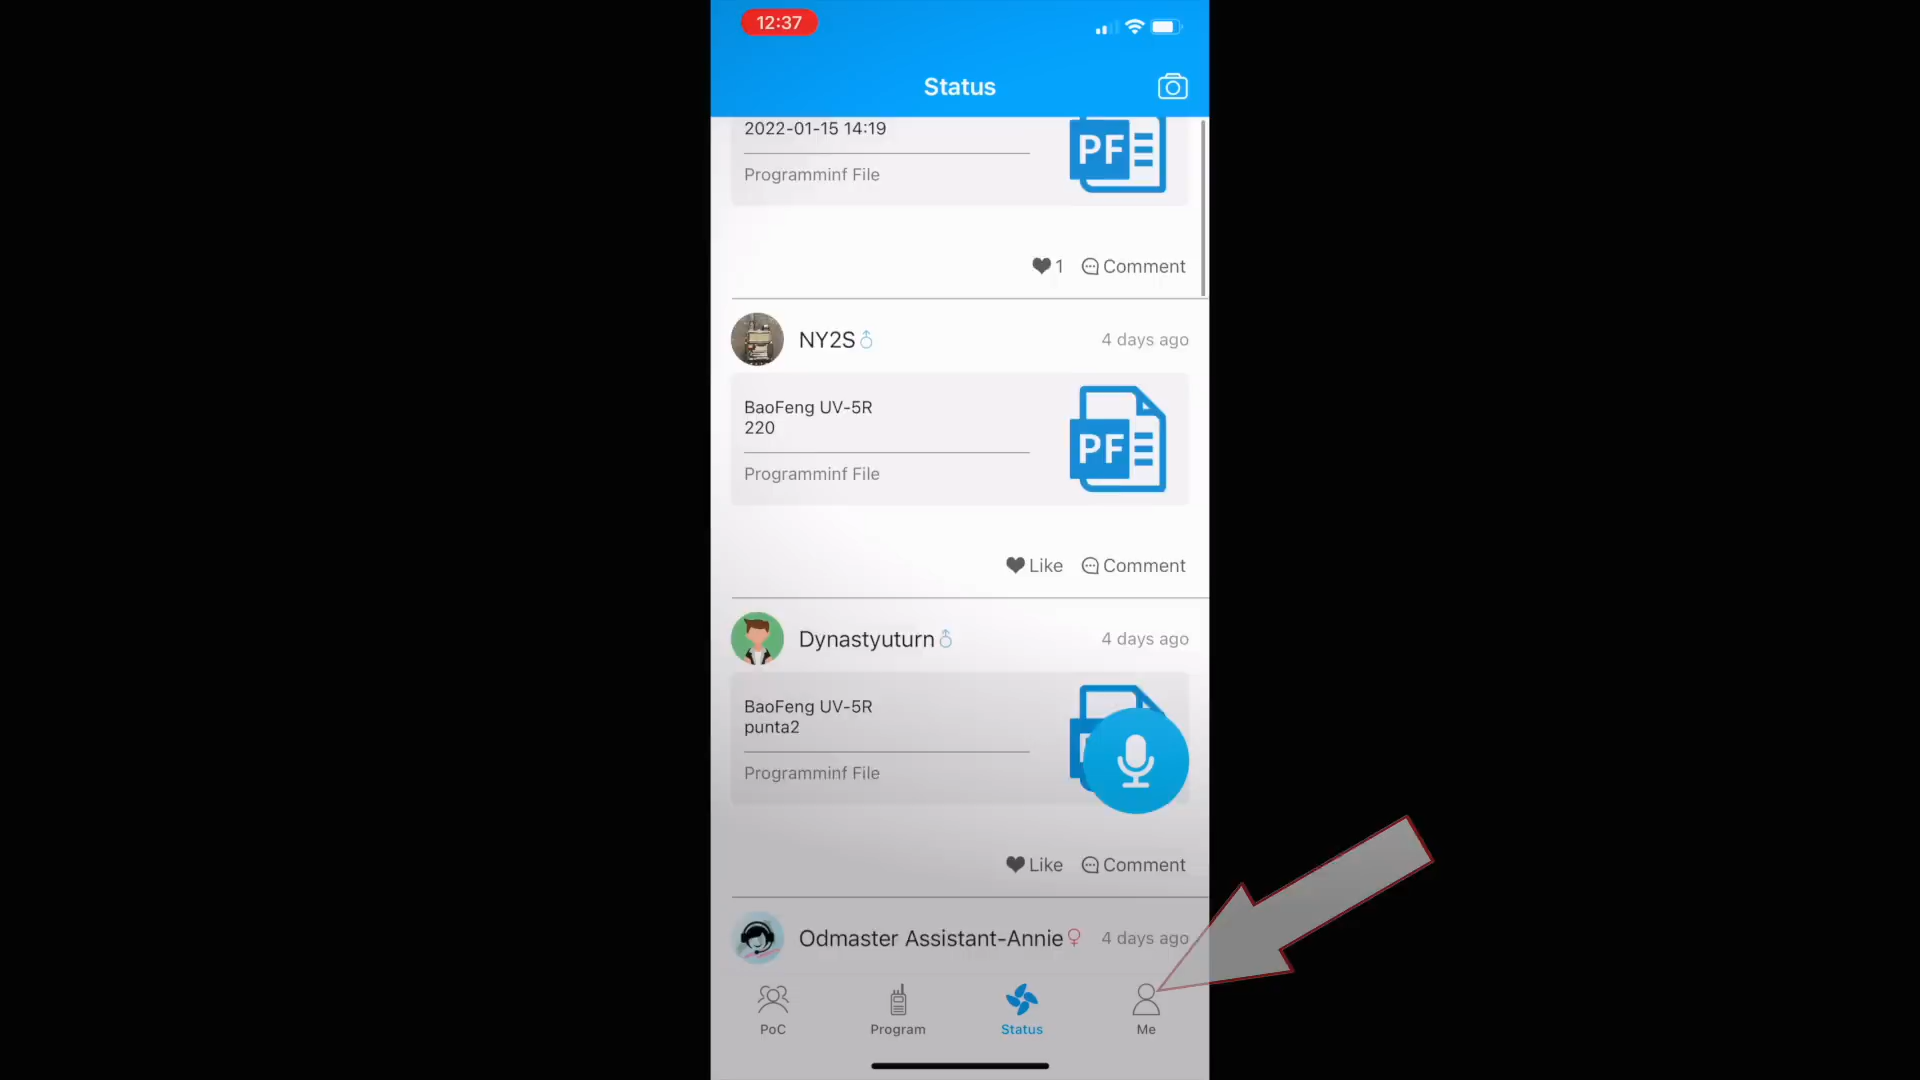 12:37
Status
2022-01-15 14:19
PF
Programminf File
1
Comment
NY2S
4 days ago
BaoFeng UV-5R
220
PF
Programminf File
Like
Comment
Dynastyuturn
4 days ago
BaoFeng UV-5R
punta2
Programminf File
Like
Comment
Odmaster Assistant-Annie
4 days ago
PoC
Program
Status
Me